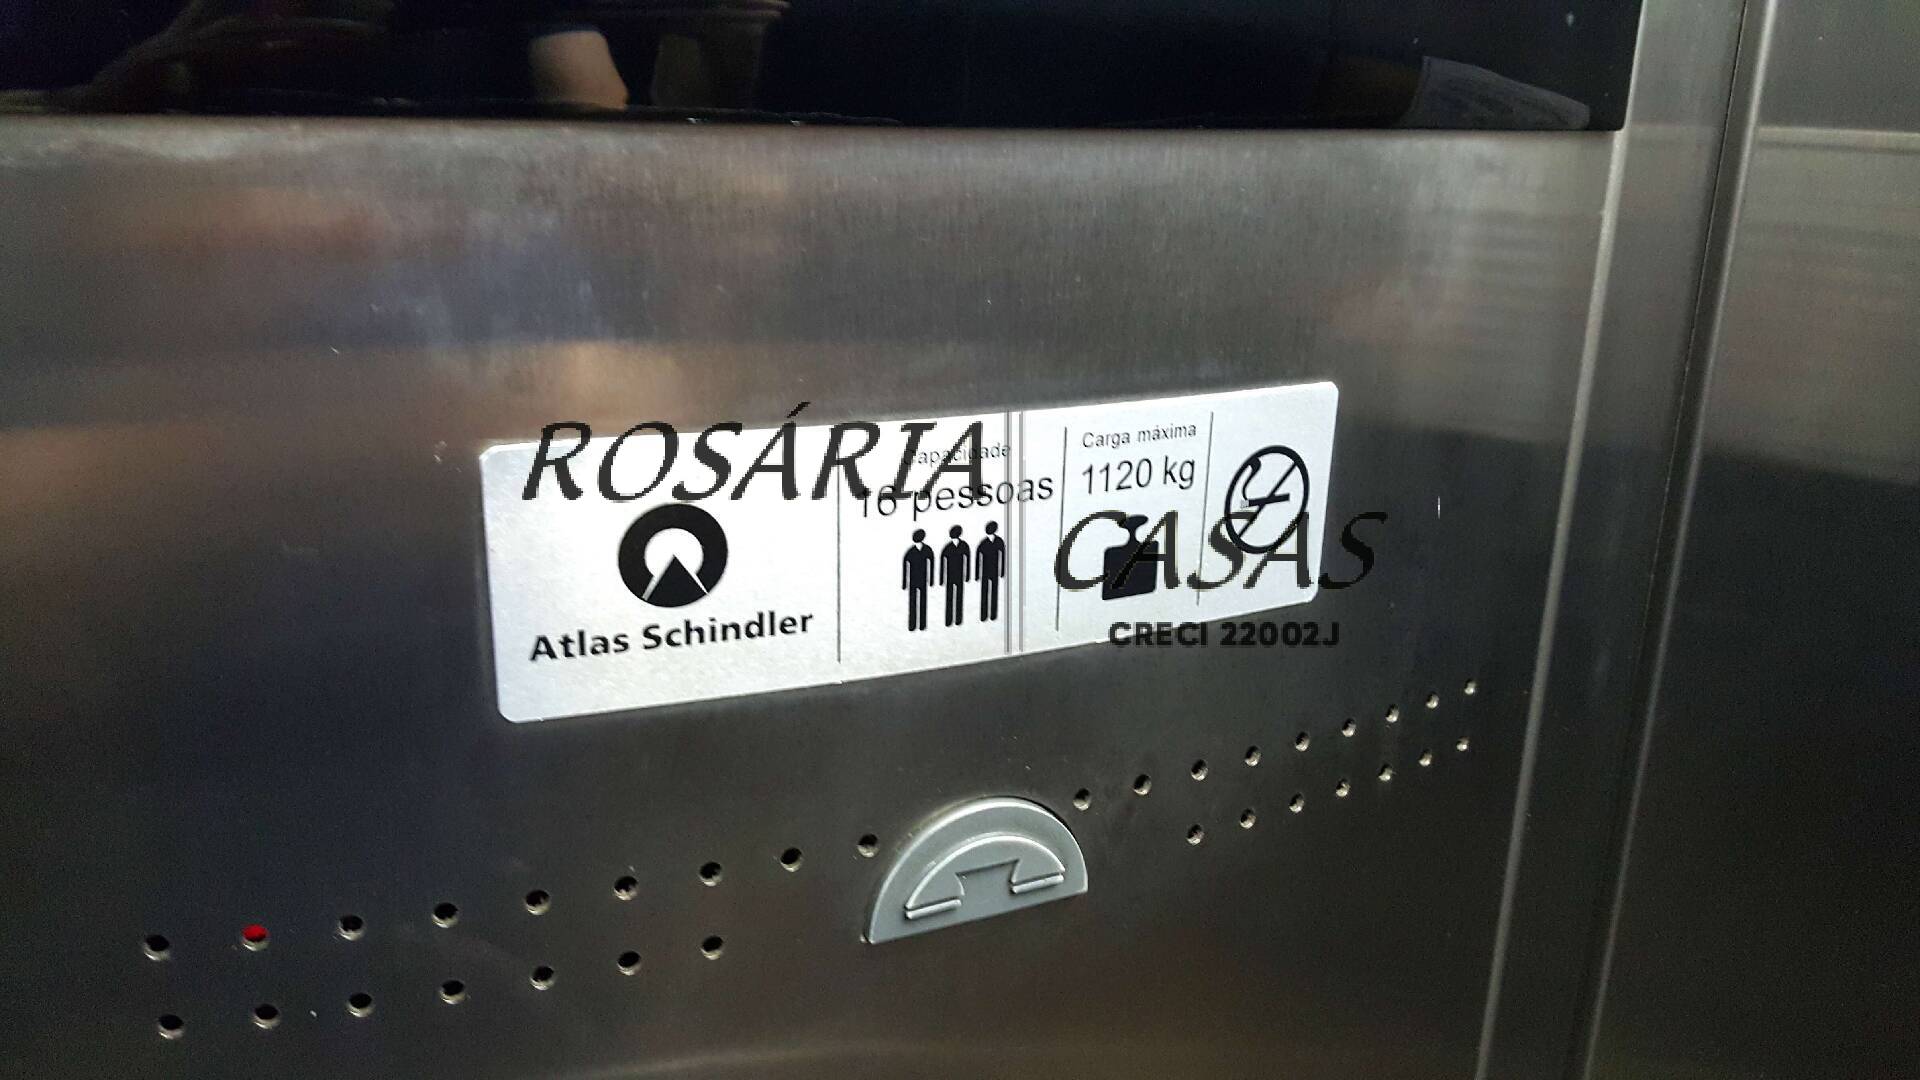 ROSÁRIA
CASAS
CRECI 22002J
Atlas Schindler
Capacidade
16 pessoas
Carga máxima
1120 kg